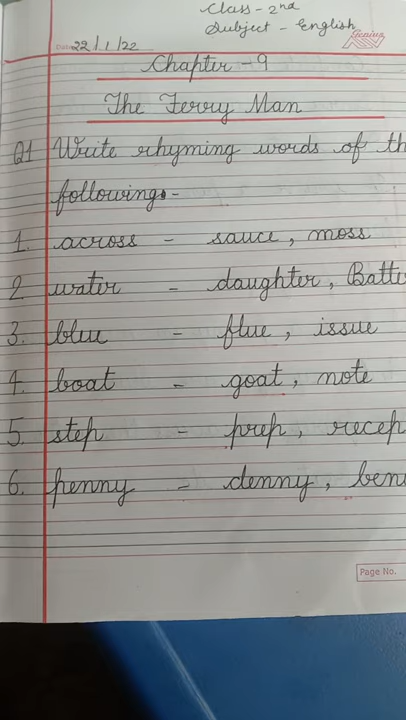 Class - 2nd
Subject - English
Genius
Date 22/1/22
Chapter - 9
The Ferry Man
Q1 Write rhyming words of th
following:-
1. across - sauce, moss
2. water - daughter, Batt
3. blue - flue, issue
4. boat - goat, note
5. step - prep, recep
6. penny - denny, ben
Page No.